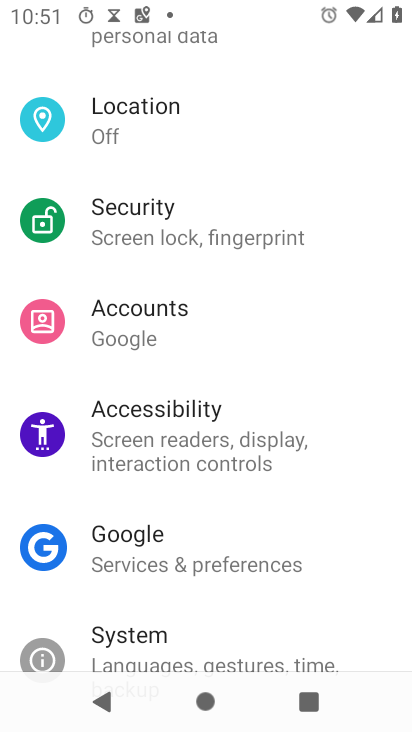 10:51
personal data
Location
Off
Security
Screen lock, fingerprint
Accounts
Google
Accessibility
Screen readers, display,
interaction controls
Google
Services & preferences
System
Languages, gestures, time,
backup